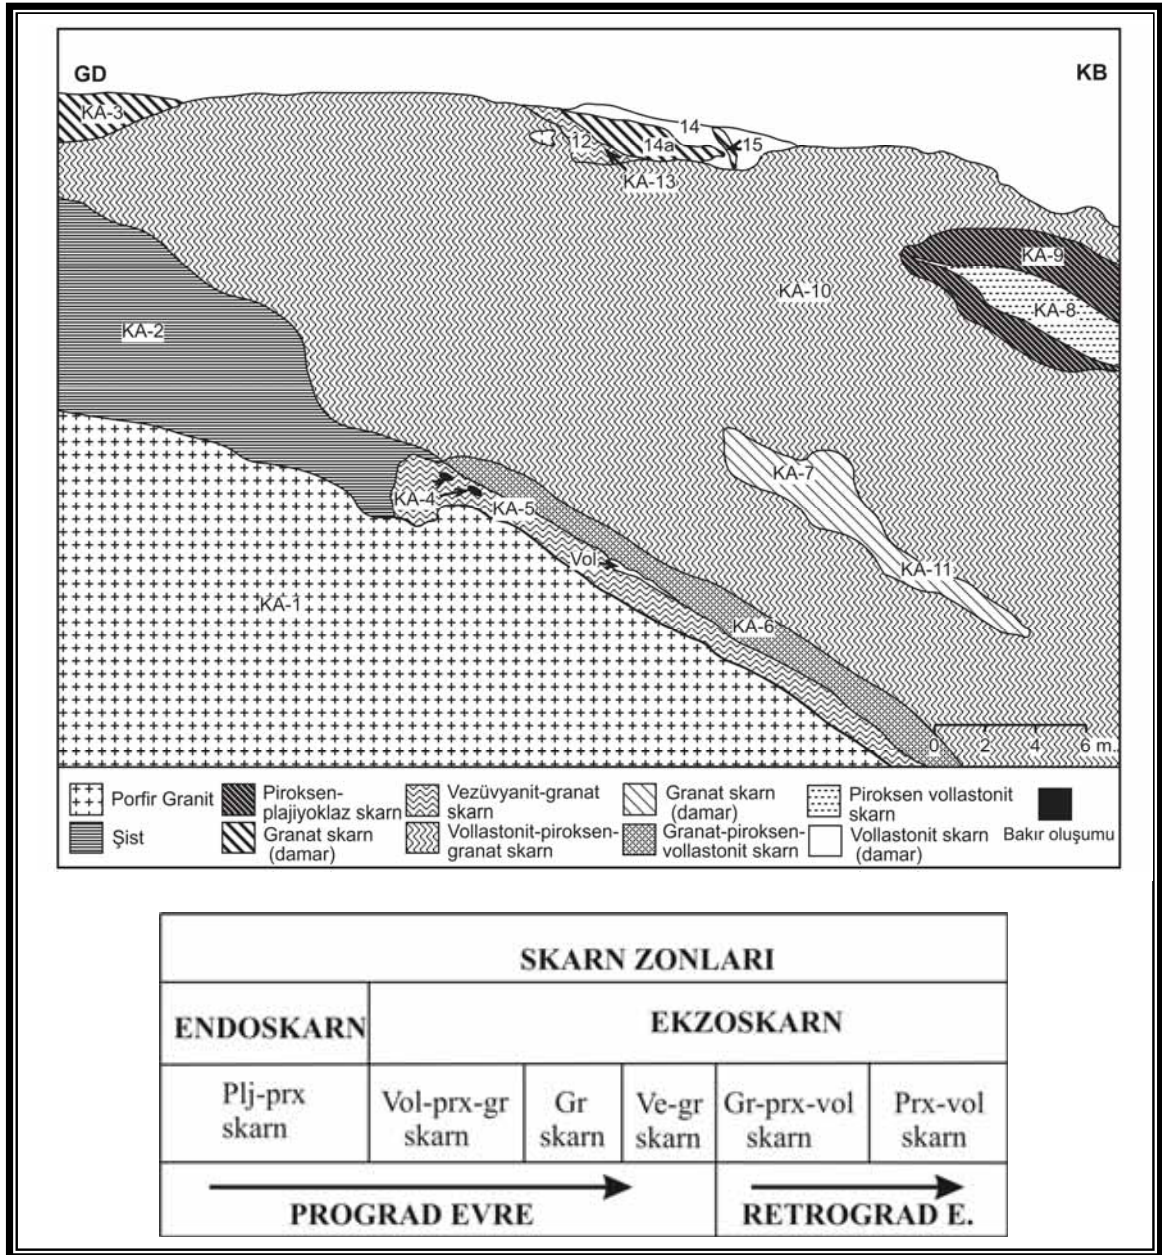 GD
KB
KA-3
14
12
14a
15
KA-13
KA-9
KA-10
KA-8
KA-2
KA-7
KA-4
KA-5
Vol
KA-11
KA-1
KA-6
0 2 4 6 m.
Porfir Granit
Şist
Piroksen-
plajiyoklaz skarn
Granat skarn
(damar)
Vezüvyanit-granat
skarn
Vollastonit-piroksen-
granat skarn
Granat skarn
(damar)
Granat-piroksen-
vollastonit skarn
Piroksen vollastonit
skarn
Vollastonit skarn
(damar)
Bakır oluşumu
SKARN ZONLARI
ENDOSKARN
EKZOSKARN
Plj-prx
skarn
Vol-prx-gr
skarn
Gr
skarn
Ve-gr
skarn
Gr-prx-vol
skarn
Prx-vol
skarn
PROGRAD EVRE
RETROGRAD E.